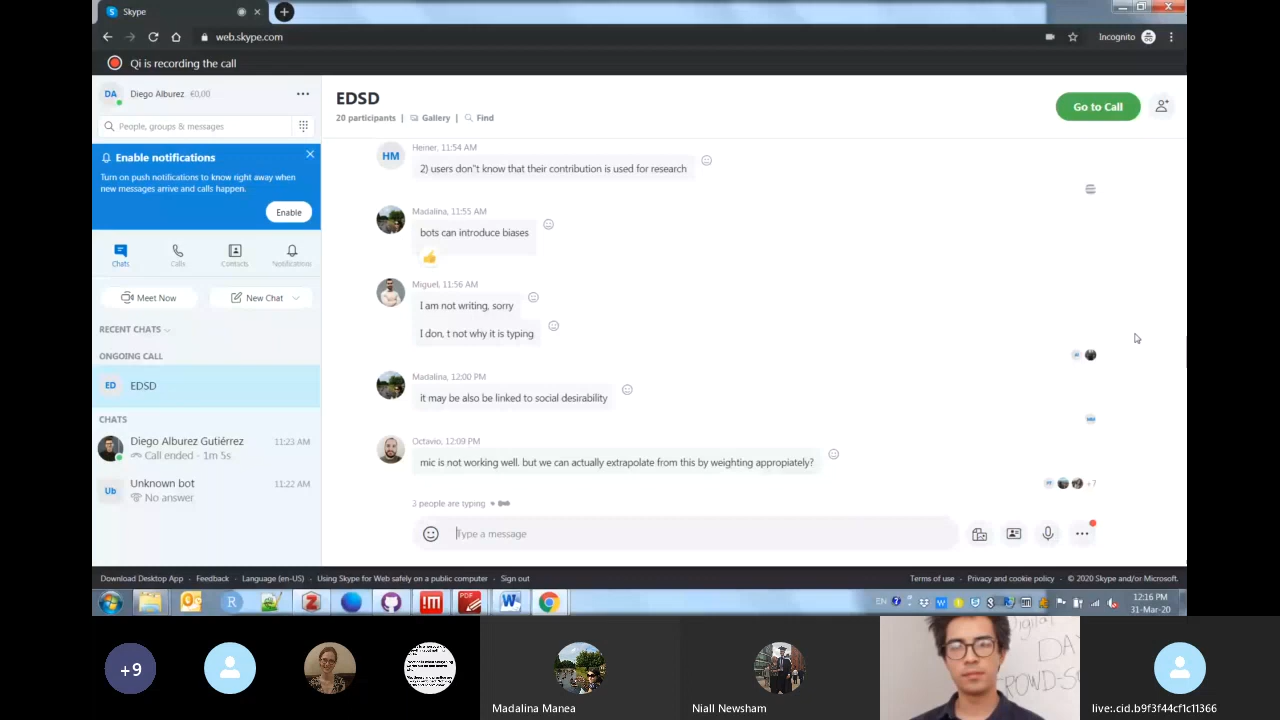 Skype
web.skype.com
Incognito
Qi is recording the call
DA
Diego Alburez €0,00
People, groups & messages
Enable notifications
Turn on push notifications to know right away when
new messages arrive and calls happen.
Enable
Chats
Calls
Contacts
Notifications
Meet Now
New Chat
RECENT CHATS
ONGOING CALL
ED
EDSD
CHATS
Diego Alburez Gutiérrez
11:23 AM
Call ended - 1m 5s
Ub
Unknown bot
11:22 AM
No answer
EDSD
20 participants | Gallery | Find
Go to Call
HM
Heiner, 11:54 AM
2) users don"t know that their contribution is used for research
Madalina, 11:55 AM
bots can introduce biases
Miguel, 11:56 AM
I am not writing, sorry
I don, t not why it is typing
Madalina, 12:00 PM
it may be also be linked to social desirability
Octavio, 12:09 PM
mic is not working well. but we can actually extrapolate from this by weighting appropiately?
+7
3 people are typing
Type a message
Download Desktop App - Feedback - Language (en-US) - Using Skype for Web safely on a public computer - Sign out
Terms of use - Privacy and cookie policy - © 2020 Skype and/or Microsoft.
EN
12:16 PM
31-Mar-20
+9
Madalina Manea
Niall Newsham
live:.cid.b9f3f44cf1c11366